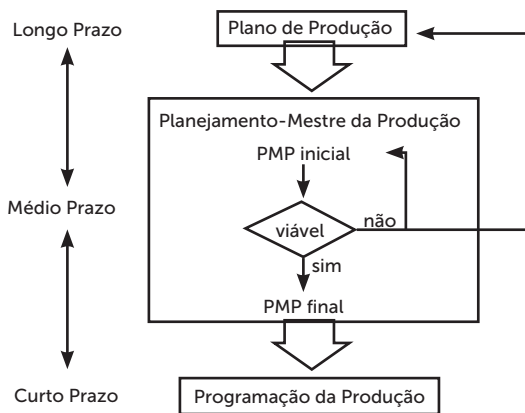 Longo Prazo
Plano de Produção
Planejamento-Mestre da Produção
PMP inicial
Médio Prazo
viável
não
sim
PMP final
Curto Prazo
Programação da Produção